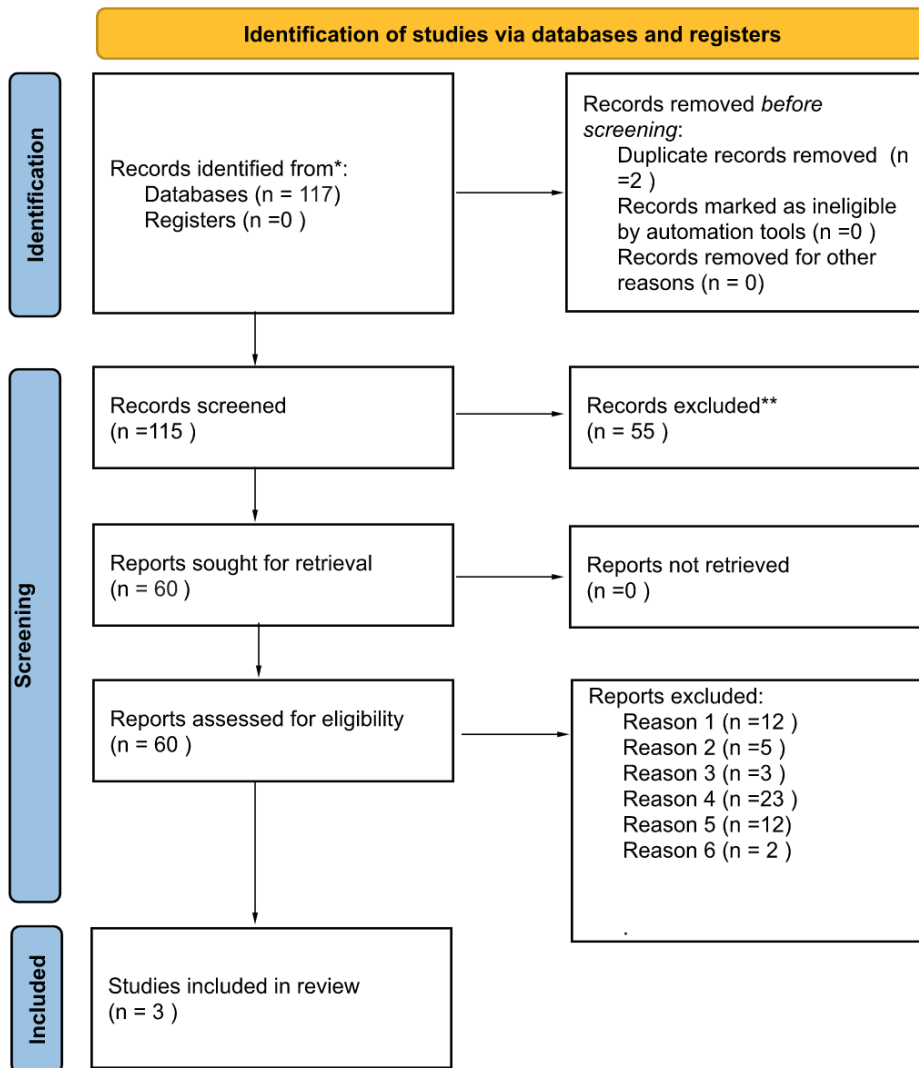 Identification of studies via databases and registers
Identification
Records identified from*:
Databases (n = 117)
Registers (n =0 )
Records removed before
screening:
Duplicate records removed (n
=2 )
Records marked as ineligible
by automation tools (n =0 )
Records removed for other
reasons (n = 0)
Screening
Records screened
(n =115 )
Records excluded**
(n = 55 )
Reports sought for retrieval
(n = 60 )
Reports not retrieved
(n =0 )
Reports assessed for eligibility
(n = 60 )
Reports excluded:
Reason 1 (n =12 )
Reason 2 (n =5 )
Reason 3 (n =3 )
Reason 4 (n =23 )
Reason 5 (n =12)
Reason 6 (n = 2 )
.
Included
Studies included in review
(n = 3 )